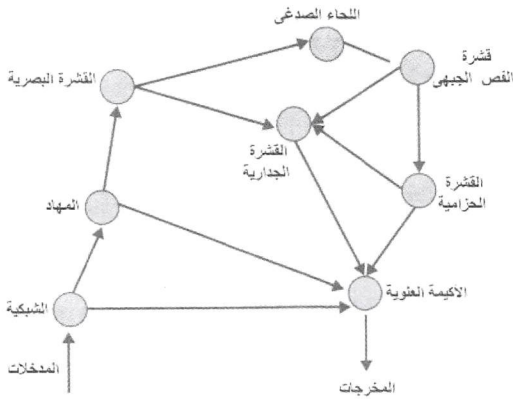 اللحاء الصدغى
قشرة
الفص الجبهى
القشرة البصرية
القشرة
الجدارية
القشرة
الحزامية
المهاد
الاكيمة العلوية
الشبكية
المدخلات
المخرجات